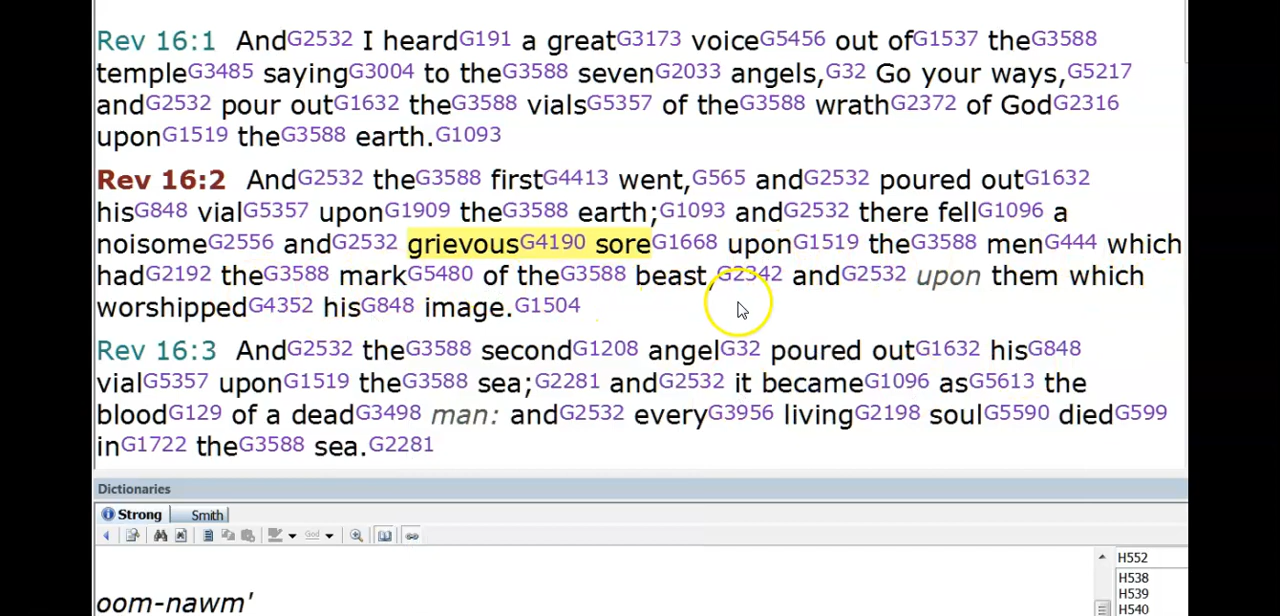 Rev 16:1 AndG2532 I heardG191 a greatG3173 voiceG5456 out ofG1537 theG3588
templeG3485 sayingG3004 to theG3588 sevenG2033 angels,G32 Go your ways,G5217
andG2532 pour outG1632 theG3588 vialsG5357 of theG3588 wrathG2372 of GodG2316
uponG1519 theG3588 earth.G1093
Rev 16:2 AndG2532 theG3588 firstG4413 went,G565 andG2532 poured outG1632
hisG848 vialG5357 uponG1909 theG3588 earth;G1093 andG2532 there fellG1096 a
noisomeG2556 andG2532 grievousG4190 soreG1668 uponG1519 theG3588 menG444 which
hadG2192 theG3588 markG5480 of theG3588 beast,G2342 andG2532 upon them which
worshippedG4352 hisG848 image.G1504
Rev 16:3 AndG2532 theG3588 secondG1208 angelG32 poured outG1632 hisG848
vialG5357 uponG1519 theG3588 sea;G2281 andG2532 it becameG1096 asG5613 the
bloodG129 of a deadG3498 man: andG2532 everyG3956 livingG2198 soulG5590 diedG599
inG1722 theG3588 sea.G2281
Dictionaries
Strong Smith
God
H552
H538
H539
H540
oom-nawm'